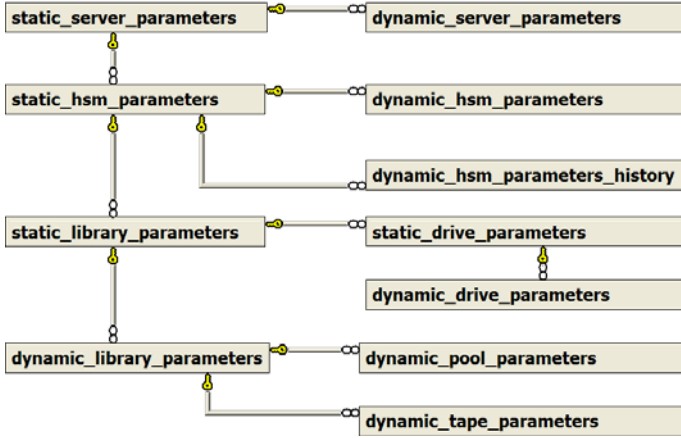 static_server_parameters
dynamic_server_parameters
static_hsm_parameters
dynamic_hsm_parameters
dynamic_hsm_parameters_history
static_library_parameters
static_drive_parameters
dynamic_drive_parameters
dynamic_library_parameters
dynamic_pool_parameters
dynamic_tape_parameters